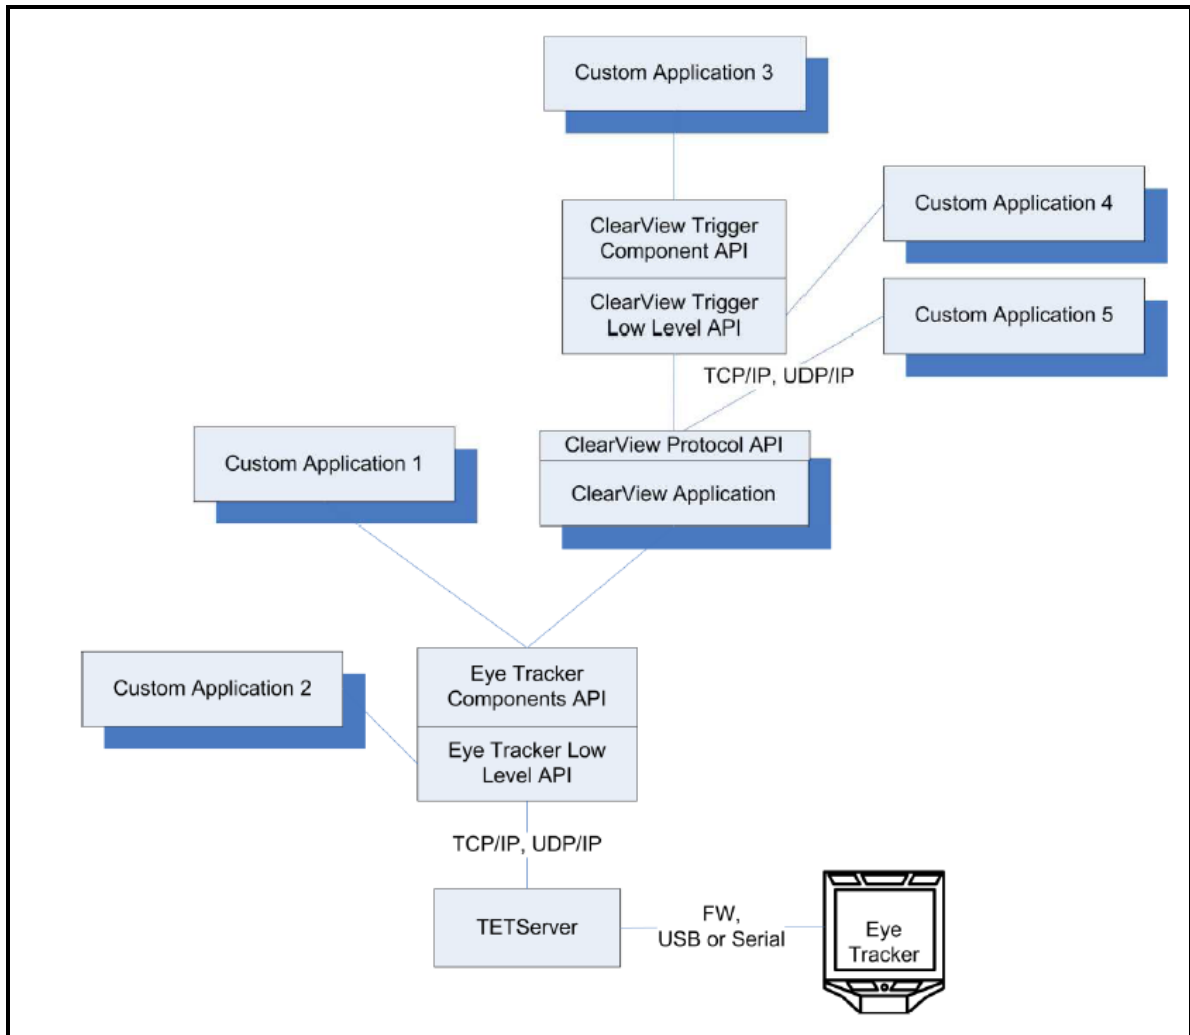 Custom Application 3
ClearView Trigger
Component API
Custom Application 4
ClearView Trigger
Low Level API
Custom Application 5
TCP/IP, UDP/IP
ClearView Protocol API
Custom Application 1
ClearView Application
Eye Tracker
Components API
Custom Application 2
Eye Tracker Low
Level API
TCP/IP, UDP/IP
TETServer
FW,
USB or Serial
Eye
Tracker